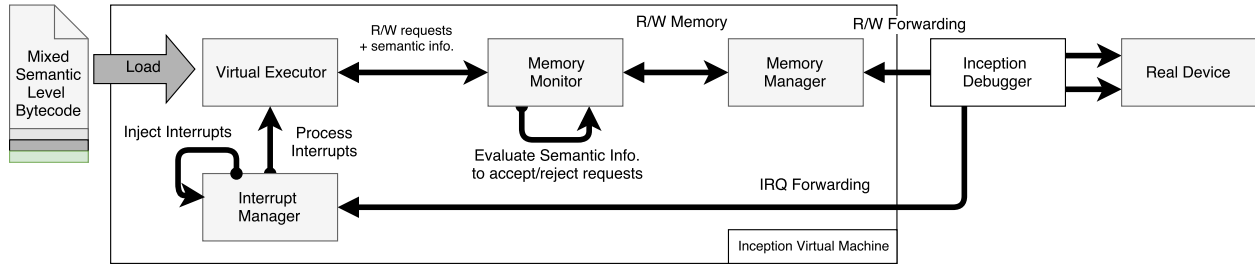 Mixed
Semantic
Level
Bytecode
Load
Virtual Executor
R/W requests
+ semantic info.
Memory
Monitor
R/W Memory
Memory
Manager
R/W Forwarding
Inception
Debugger
Real Device
Inject Interrupts
Process
Interrupts
Evaluate Semantic Info.
to accept/reject requests
Interrupt
Manager
IRQ Forwarding
Inception Virtual Machine